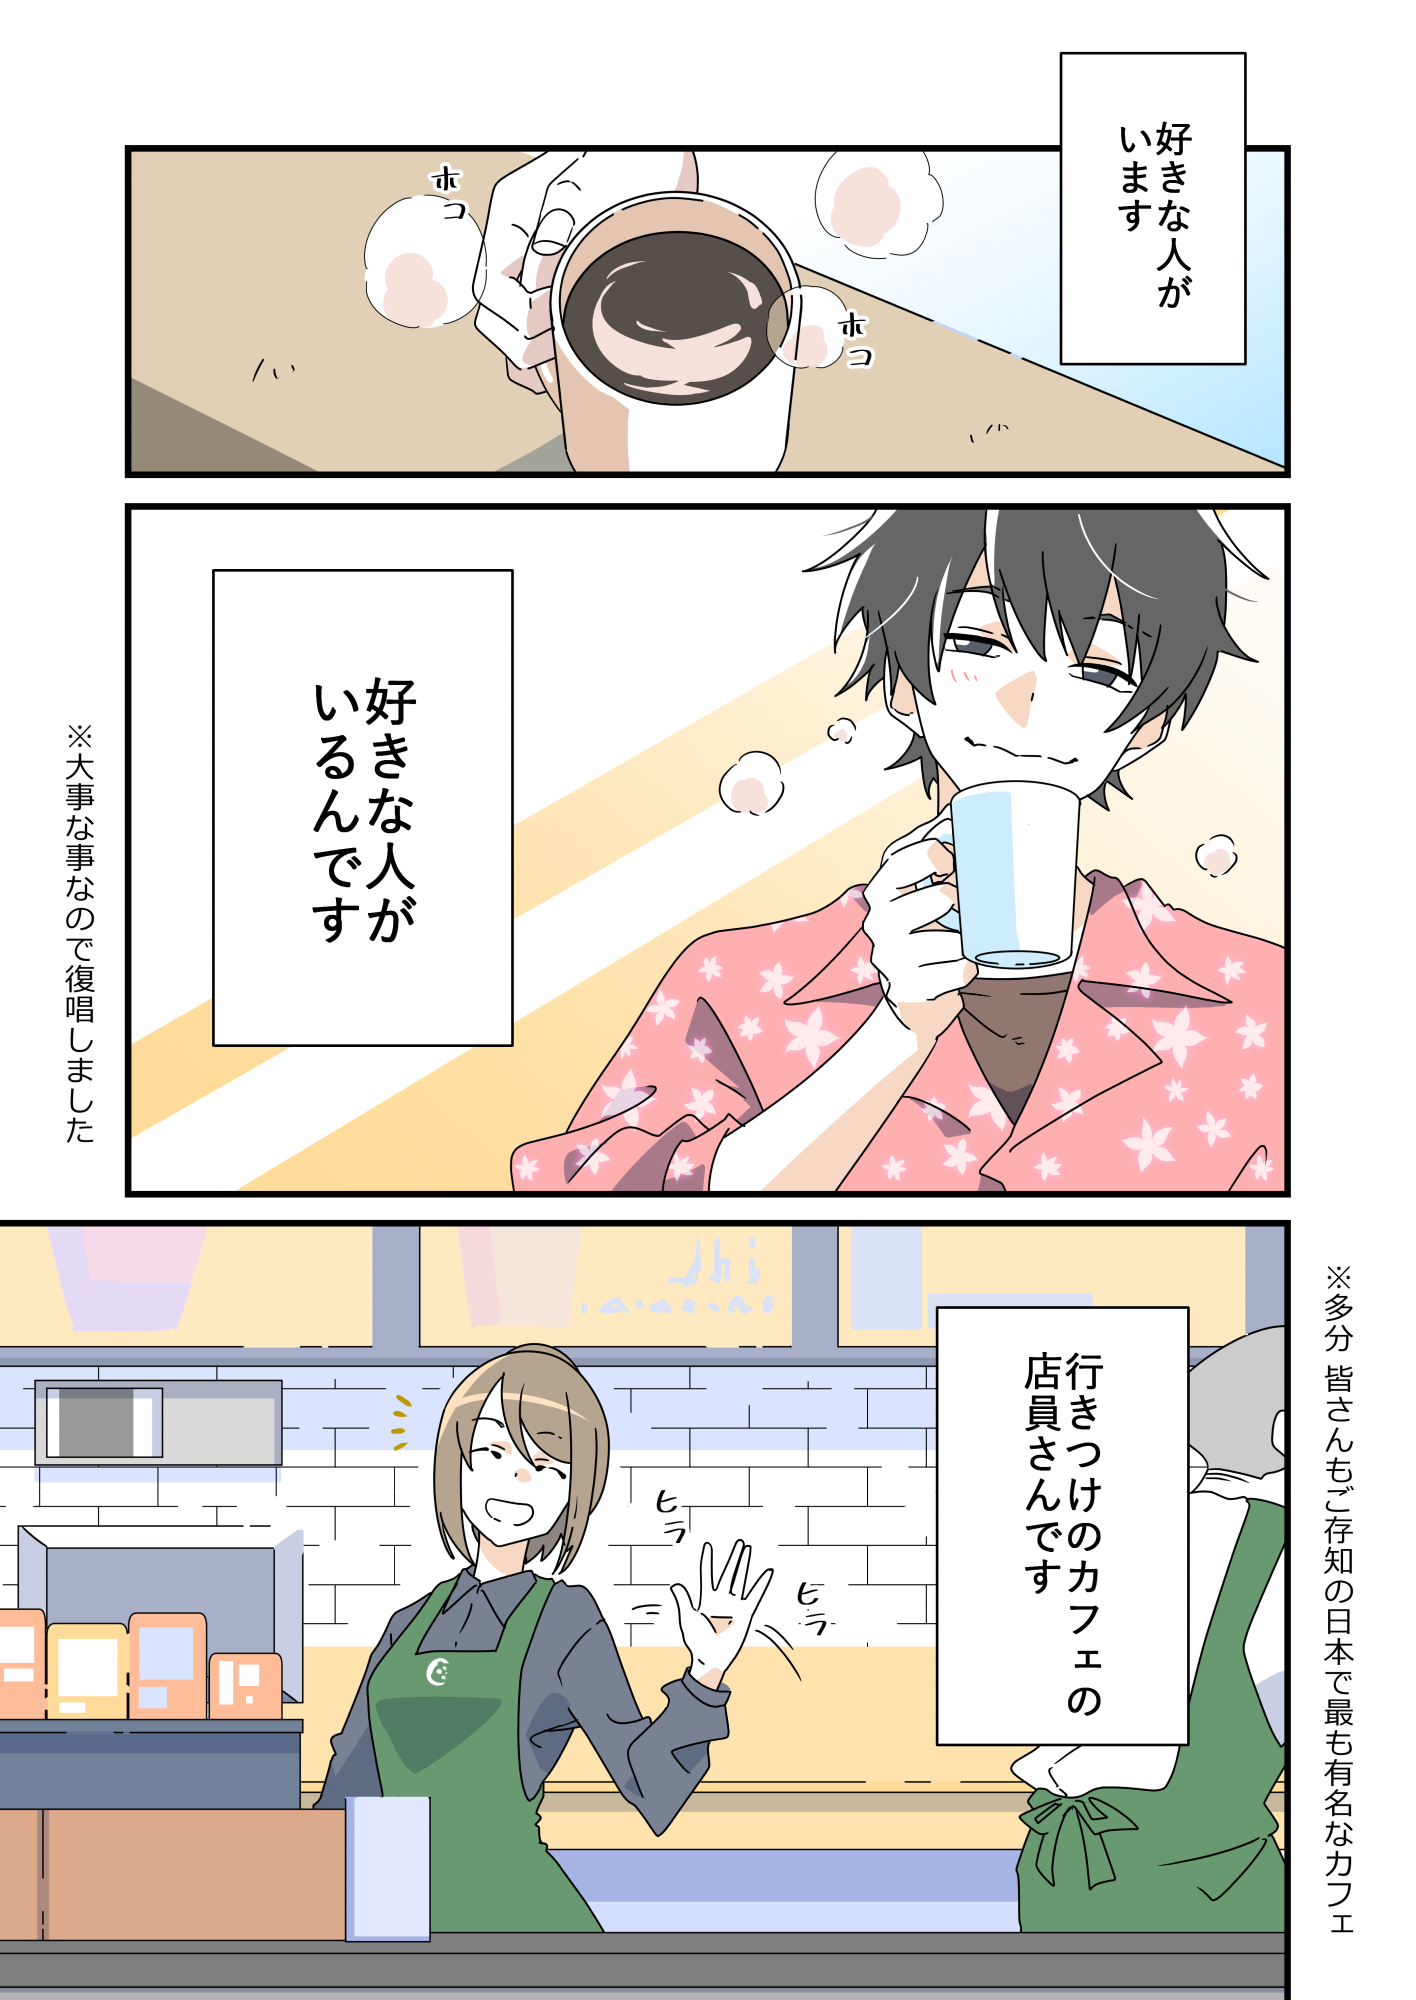 好きな人が
います
ホコ
ホコ
好きな人が
いるんです
※大事な事なので復唱しました
行きつけのカフェの
店員さんです
ヒラ
ヒラ
※多分 皆さんもご存知の日本で最も有名なカフェ